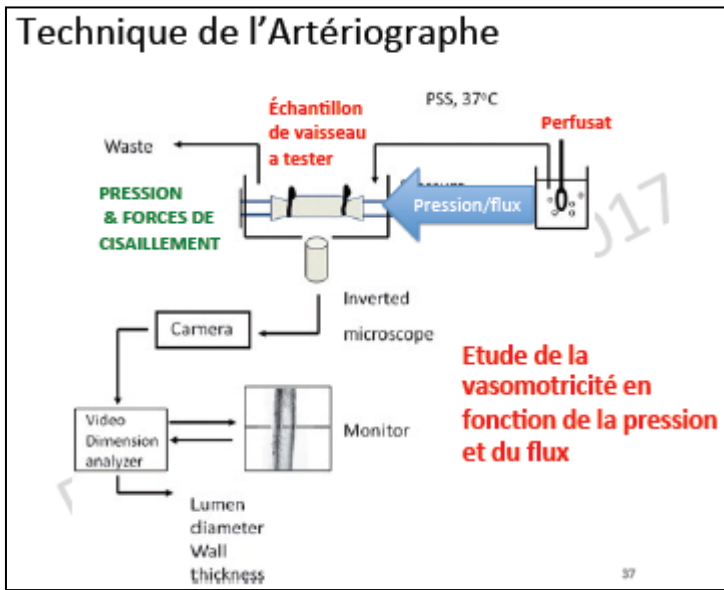 Technique de l'Artériographe
Échantillon
de vaisseau
a tester
PSS, 37°C
Perfusat
Waste
PRESSION
& FORCES DE
CISAILLEMENT
Pression/flux
J17
Inverted
microscope
Camera
Etude de la
vasomotricité en
fonction de la pression
et du flux
Video
Dimension
analyzer
Monitor
Lumen
diameter
Wall
thickness
37